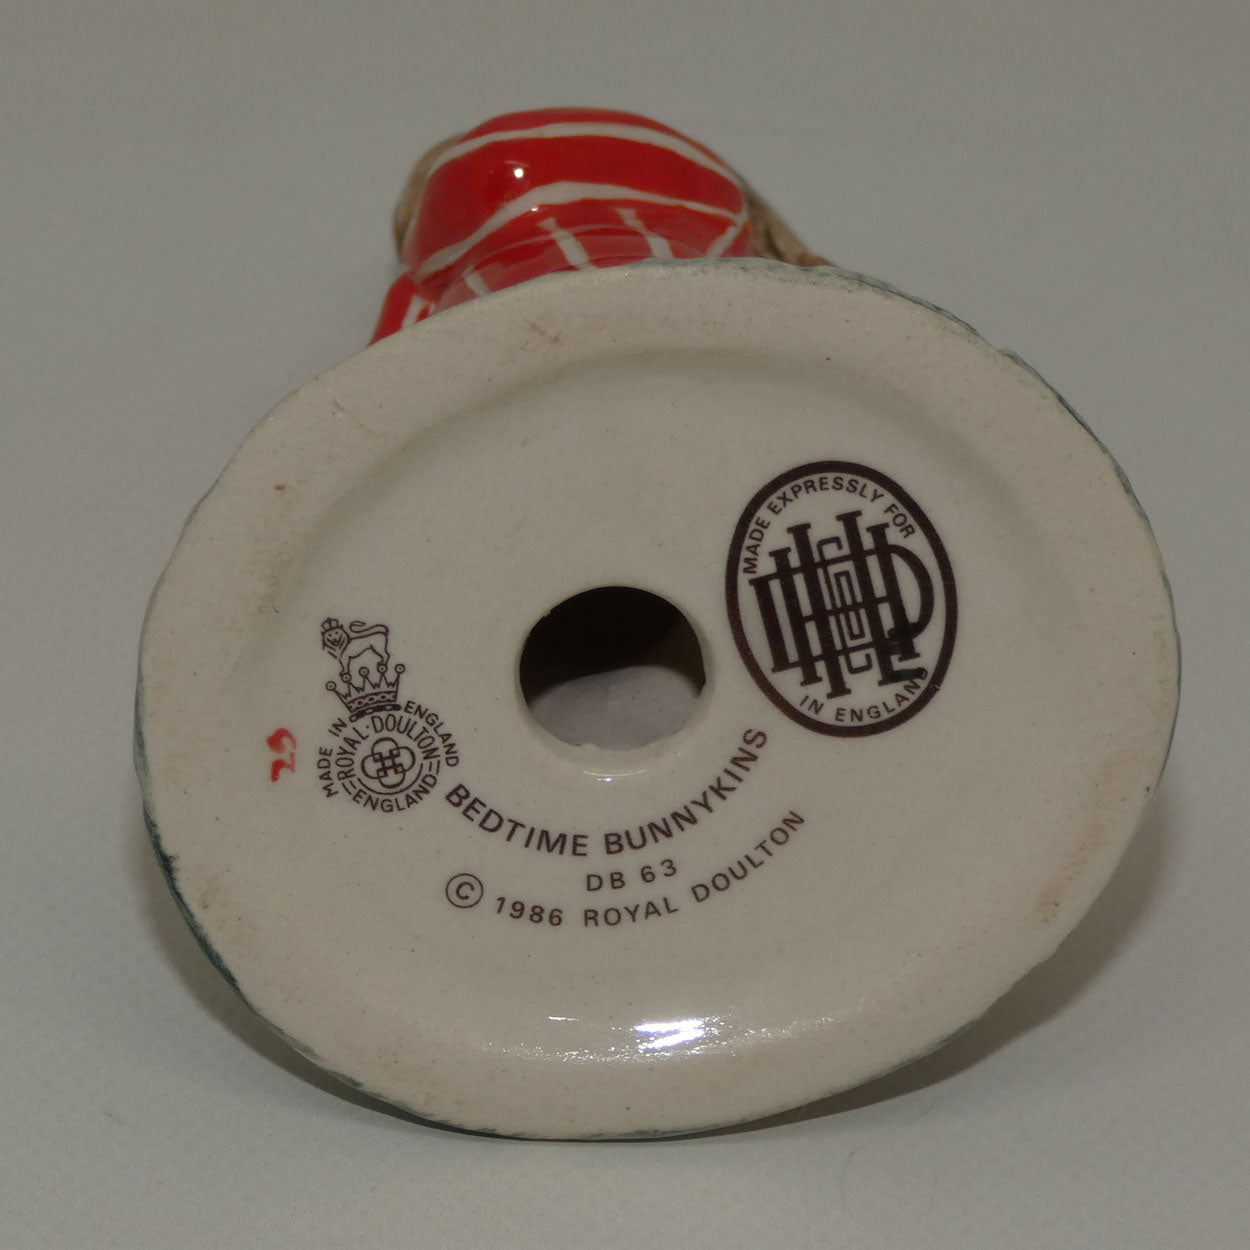 MADE EXPRESSLY FOR
IN ENGLAND
MADE IN ENGLAND
ROYAL·DOULTON
ENGLAND
BEDTIME BUNNYKINS
DB 63
© 1986 ROYAL DOULTON